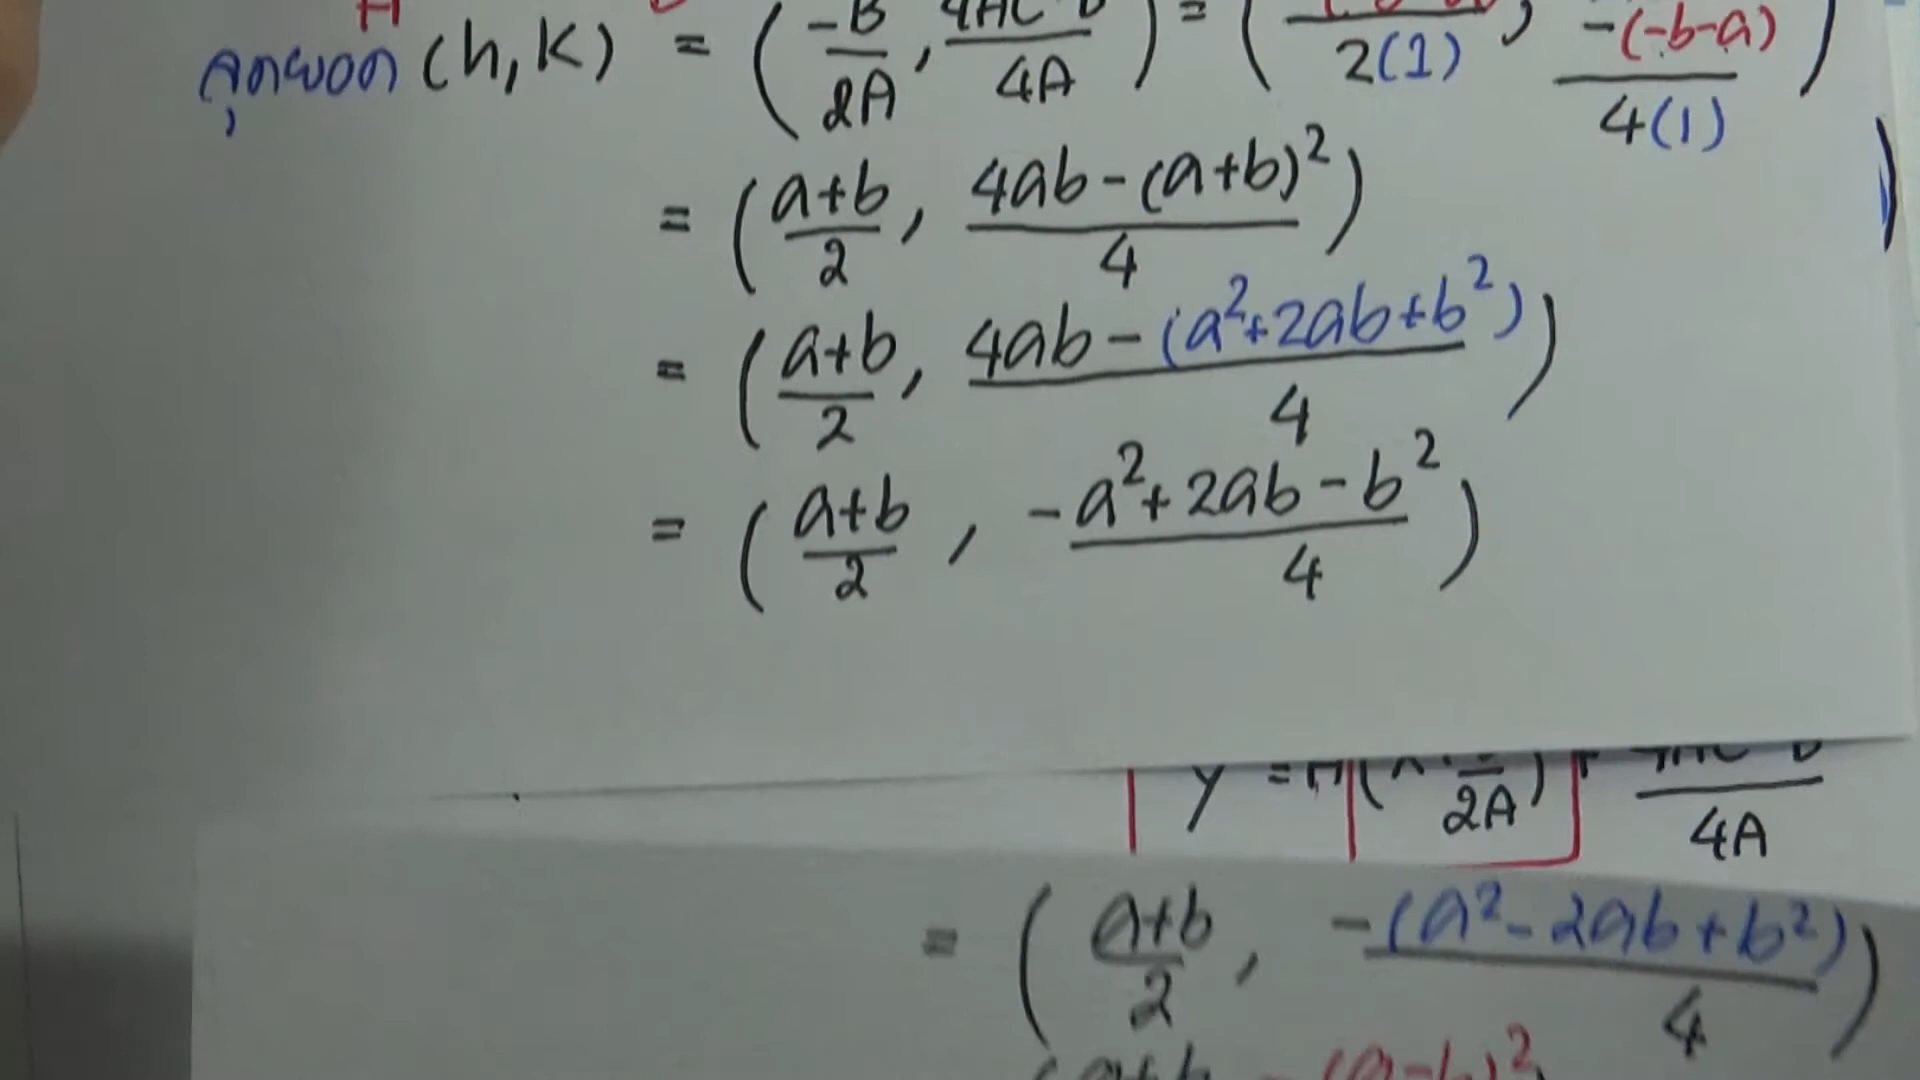 จุดยอด (h,k) = (-B/2A, 4AC-B/4A) = ( /2(1), -(-b-a)/4(1))
= (a+b/2, 4ab-(a+b)²/4)
= (a+b/2, 4ab-(a²+2ab+b²)/4)
= (a+b/2, -a²+2ab-b²/4)
y = /2A) /4A
= (a+b/2, -(a²-2ab+b²)/4)
(a+b - (a-b)²